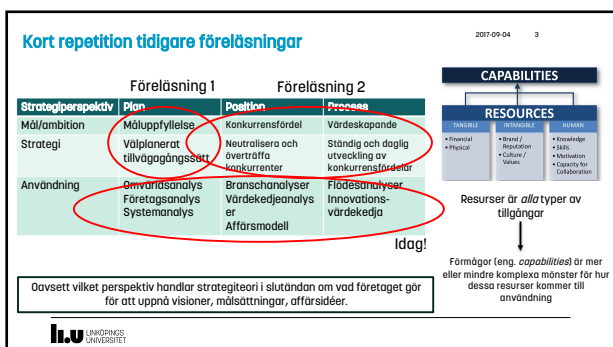 Kort repetition tidigare föreläsningar
2017-09-04 3
Föreläsning 1 Föreläsning 2
Strategiperspektiv Plan Position Process
Mål/ambition Måluppfyllelse Konkurrensfördel Värdeskapande
Strategi Välplanerat tillvägagångssätt
Neutralisera och överträffa konkurrenter
Ständig och daglig utveckling av konkurrensfördelar
Användning
Omvärldsanalys
Företagsanalys
Systemanalys
Branschanalyser
Värdekedjeanalys
er
Affärsmodell
Flödesanalyser
Innovations-
värdekedja
Idag!
Oavsett vilket perspektiv handlar strategiteori i slutändan om vad företaget gör
för att uppnå visioner, målsättningar, affärsidéer.
CAPABILITIES
RESOURCES
TANGIBLE INTANGIBLE HUMAN
• Financial
• Physical
• Brand /
Reputation
• Culture /
Values
• Knowledge
• Skills
• Motivation
• Capacity for
Collaboration
Resurser är alla typer av
tillgångar
Förmågor (eng. capabilities) är mer
eller mindre komplexa mönster för hur
dessa resurser kommer till
användning
li.u LINKÖPINGS
UNIVERSITET